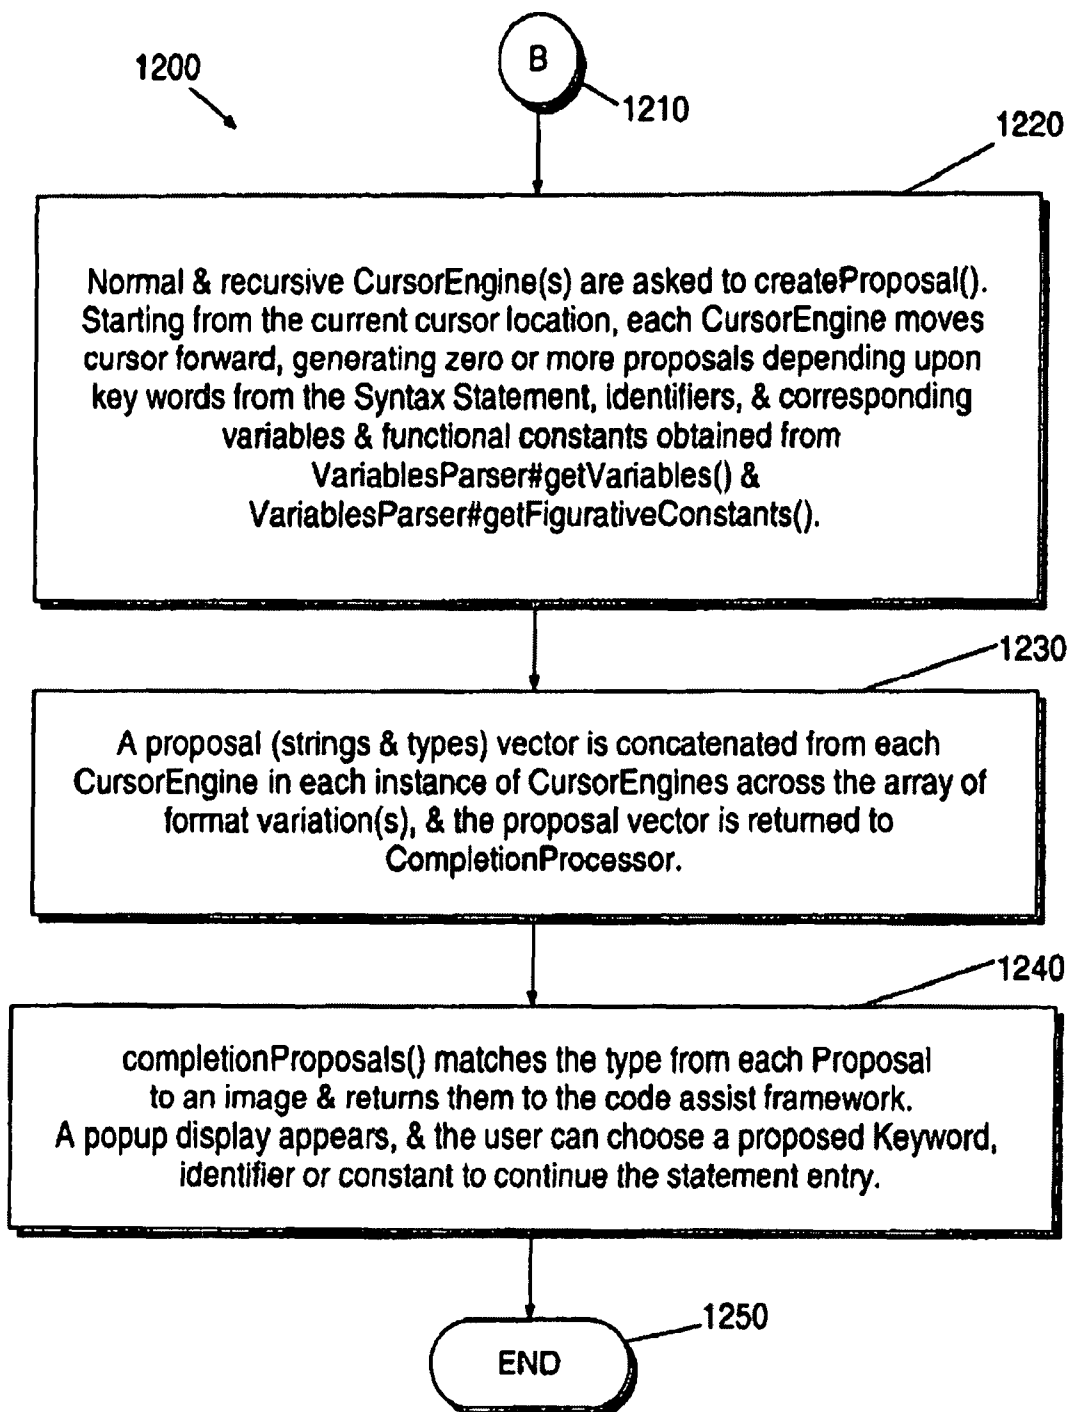 B
1200
1210
1220
Normal & recursive CursorEngine(s) are asked to createProposal().
Starting from the current cursor location, each CursorEngine moves
cursor forward, generating zero or more proposals depending upon
key words from the Syntax Statement, identifiers, & corresponding
variables & functional constants obtained from
VariablesParser#getVariables() &
VariablesParser#getFigurativeConstants().
1230
A proposal (strings & types) vector is concatenated from each
CursorEngine in each instance of CursorEngines across the array of
format variation(s), & the proposal vector is returned to
CompletionProcessor.
1240
completionProposals() matches the type from each Proposal
to an image & returns them to the code assist framework.
A popup display appears, & the user can choose a proposed Keyword,
identifier or constant to continue the statement entry.
1250
END